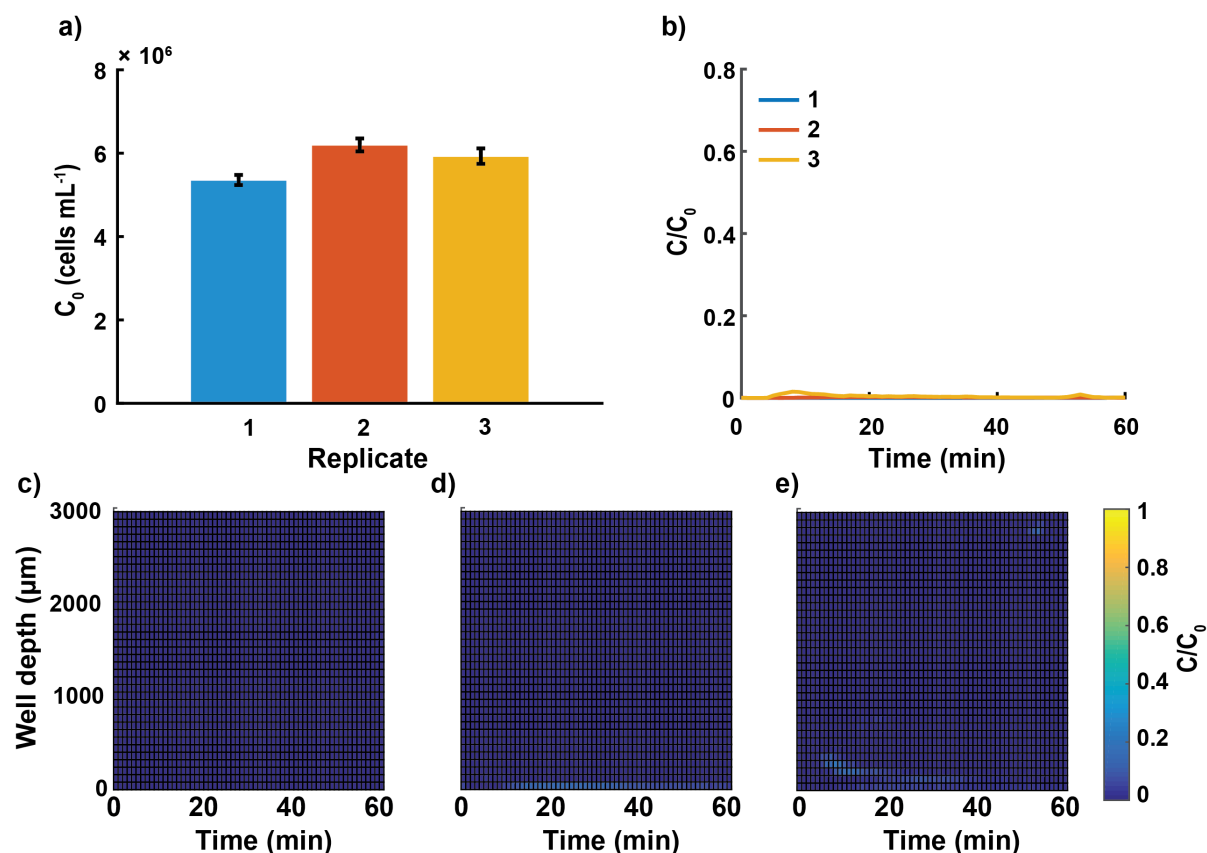 a)
× 10⁶
8
6
4
2
0
C₀ (cells mL⁻¹)
1 2 3
Replicate
b)
0.8
0.6
0.4
0.2
0
C/C₀
1
2
3
0 20 40 60
Time (min)
c)
3000
2000
1000
0
Well depth (µm)
0 20 40 60
Time (min)
d)
0 20 40 60
Time (min)
e)
0 20 40 60
Time (min)
1
0.8
0.6
0.4
0.2
0
C/C₀